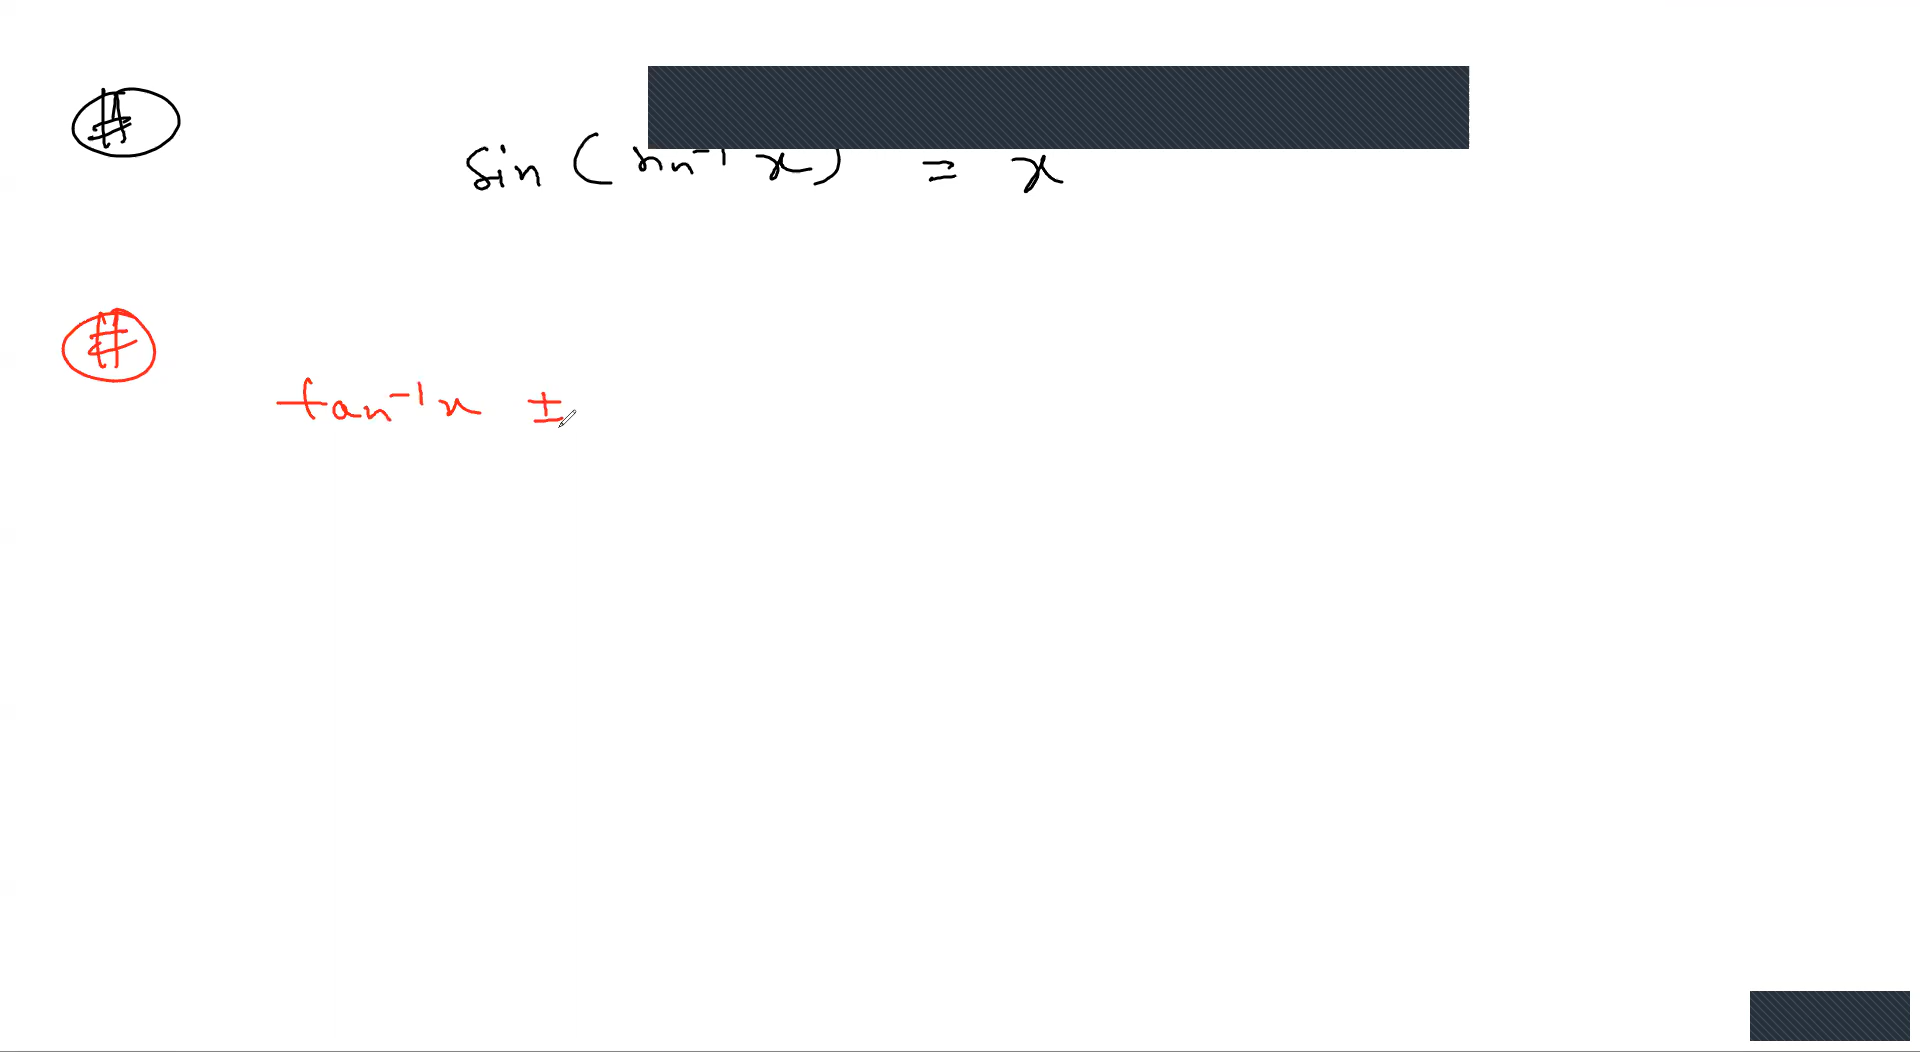 #
sin (sin⁻¹ x) = x
#
tan⁻¹x ±